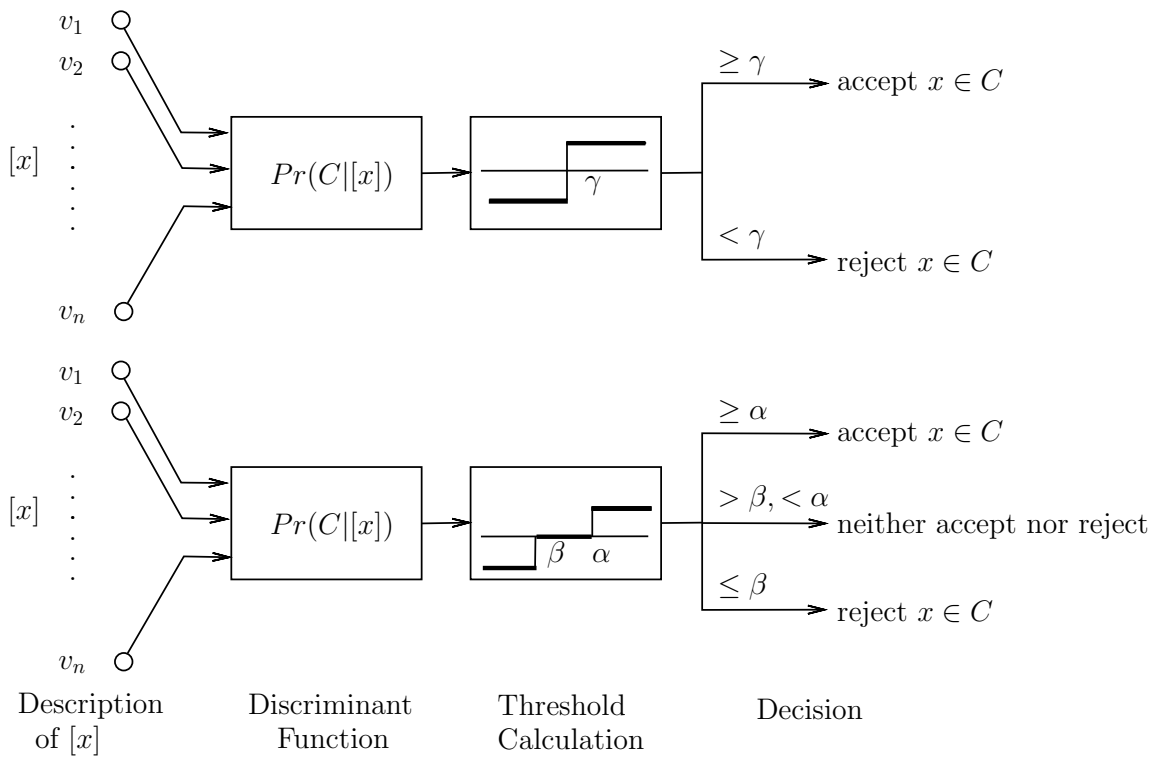 v₁
v₂
[x]
vₙ
Pr(C|[x])
γ
≥ γ
accept x ∈ C
< γ
reject x ∈ C
v₁
v₂
[x]
vₙ
Pr(C|[x])
β α
≥ α
accept x ∈ C
> β, < α
neither accept nor reject
≤ β
reject x ∈ C
Description
of [x]
Discriminant
Function
Threshold
Calculation
Decision